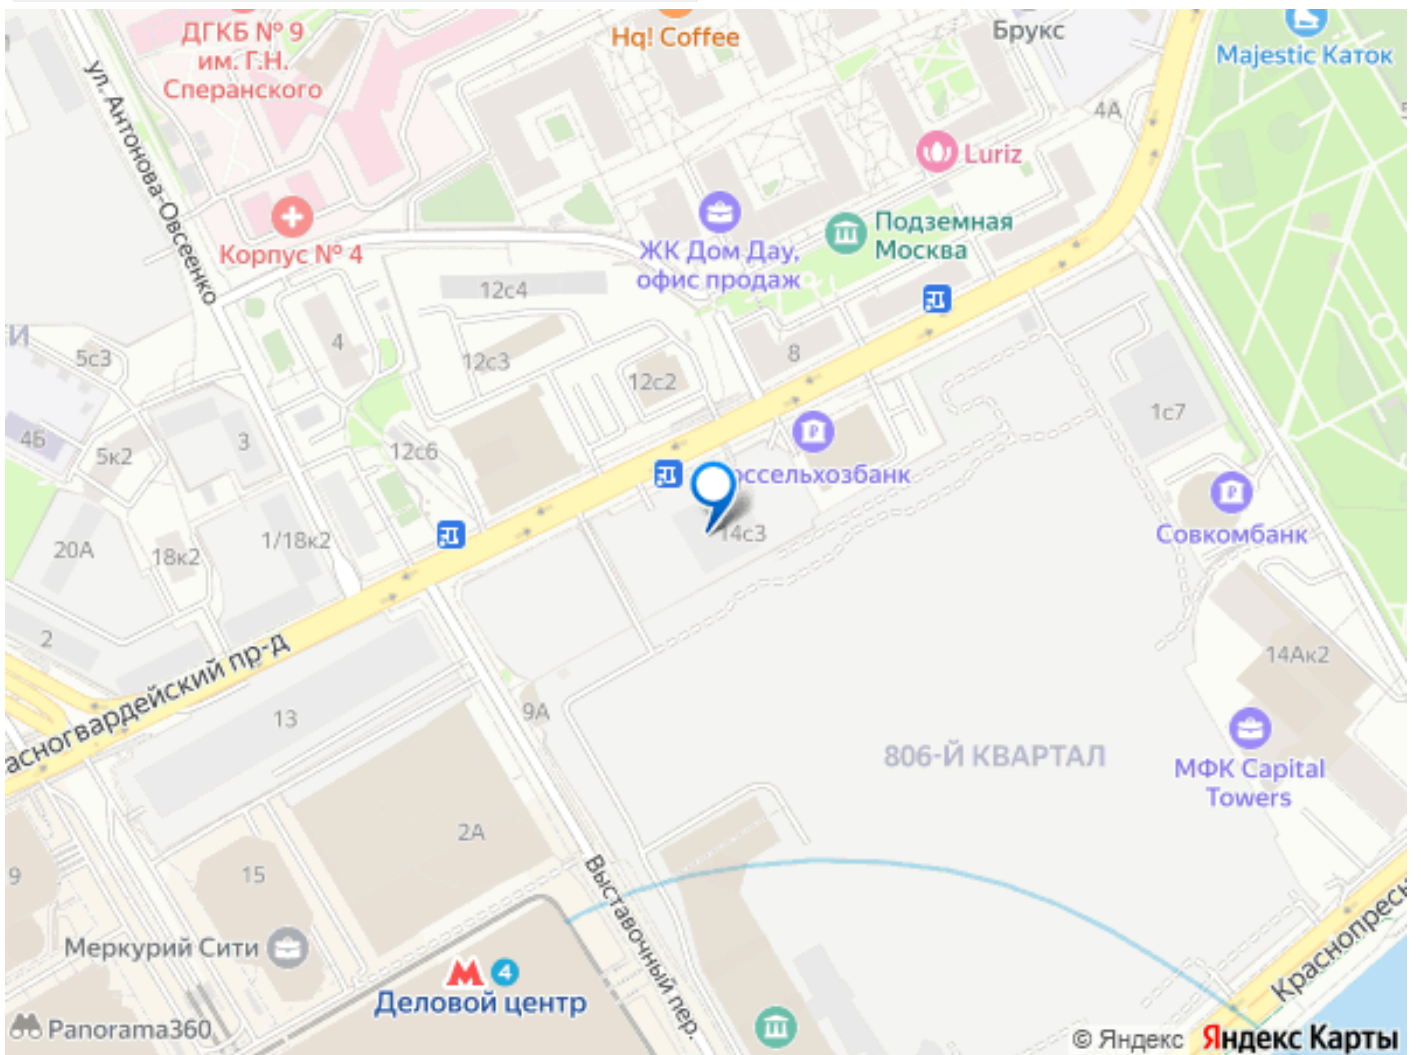 ДГКБ № 9
им. Г.Н.
Сперанского
Hq! Coffee
Брукс
Majestic Каток
ул. Антонова-Овсеенко
4А
Luriz
Корпус № 4
ЖК Дом Дау,
офис продаж
Подземная
Москва
12с4
4
12с3
8
12с2
5с3
1с7
4Б
3
5к2
12с6
оссельхозбанк
14с3
Совкомбанк
20А
18к2
1/18к2
2
асногвардейский пр-д
14Ак2
13
9А
806-Й КВАРТАЛ
МФК Capital
Towers
2А
9
15
Выставочный пер.
Меркурий Сити
4
Деловой центр
Краснопресн
Panorama360
© Яндекс Яндекс Карты